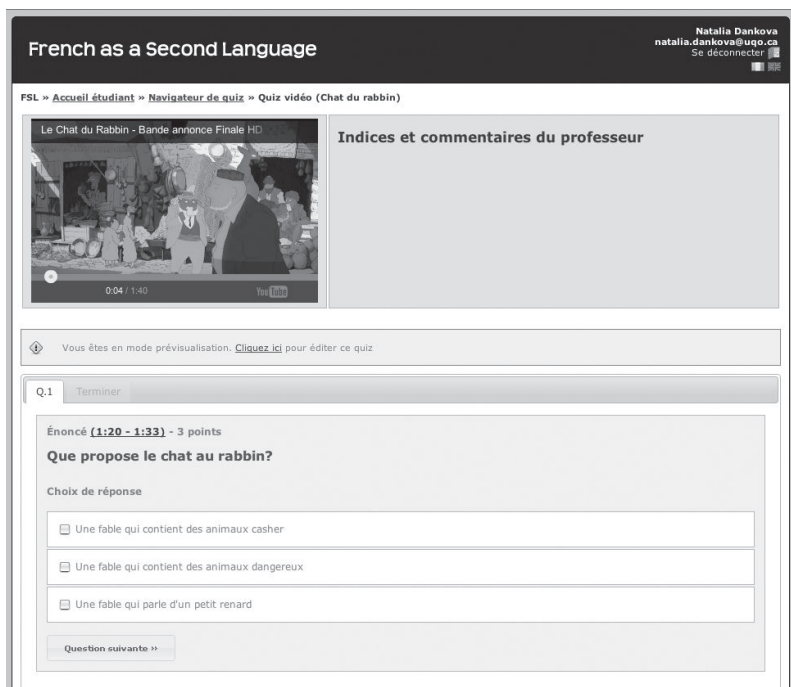 French as a Second Language
Natalia Dankova
natalia.dankova@uqo.ca
Se déconnecter
FSL » Accueil étudiant » Navigateur de quiz » Quiz vidéo (Chat du rabbin)
Le Chat du Rabbin - Bande annonce Finale HD
0:04 / 1:40
YouTube
Indices et commentaires du professeur
Vous êtes en mode prévisualisation. Cliquez ici pour éditer ce quiz
Q.1 Terminer
Énoncé (1:20 - 1:33) - 3 points
Que propose le chat au rabbin?
Choix de réponse
Une fable qui contient des animaux casher
Une fable qui contient des animaux dangereux
Une fable qui parle d'un petit renard
Question suivante »